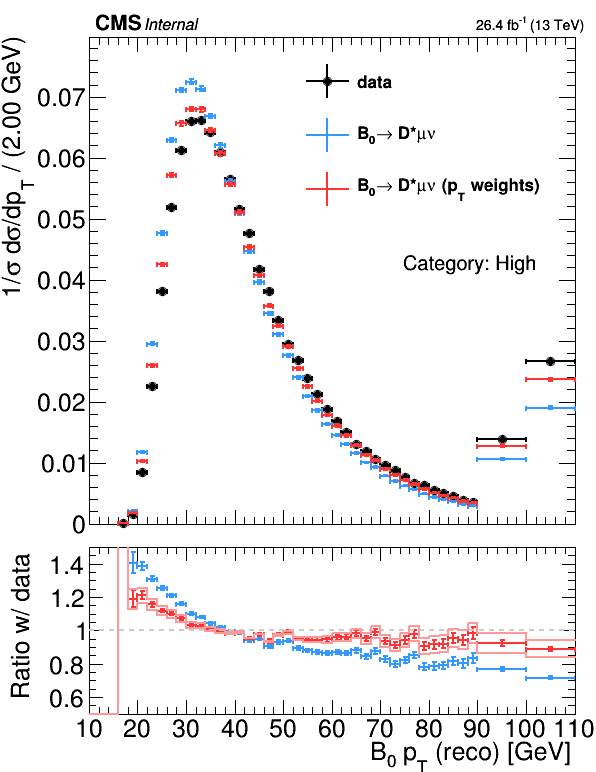 CMS Internal 26.4 fb⁻¹ (13 TeV)
1/σ dσ/dp_T / (2.00 GeV)
0.07
0.06
0.05
0.04
0.03
0.02
0.01
0
data
B₀→ D*μν
B₀→ D*μν (p_T weights)
Category: High
Ratio w/ data
1.4
1.2
1
0.8
0.6
10 20 30 40 50 60 70 80 90 100 110
B₀ p_T (reco) [GeV]